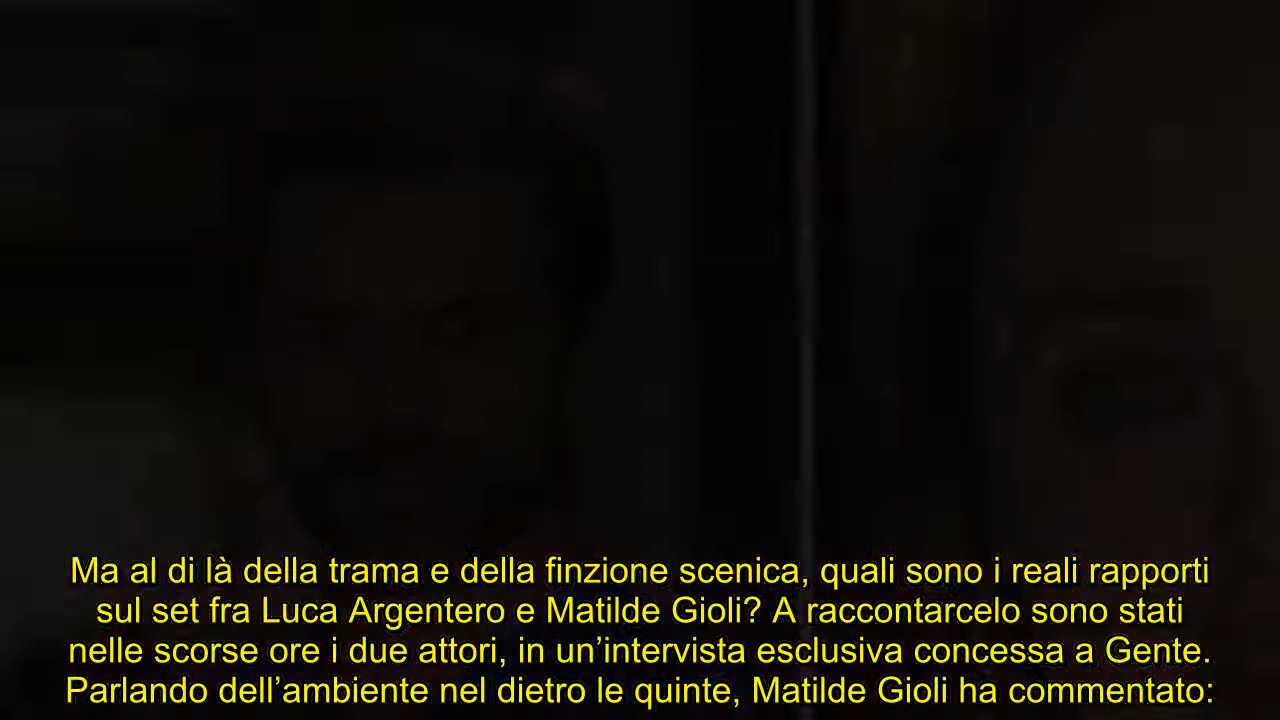 Ma al di là della trama e della finzione scenica, quali sono i reali rapporti
sul set fra Luca Argentero e Matilde Gioli? A raccontarcelo sono stati
nelle scorse ore i due attori, in un’intervista esclusiva concessa a Gente.
Parlando dell’ambiente nel dietro le quinte, Matilde Gioli ha commentato: